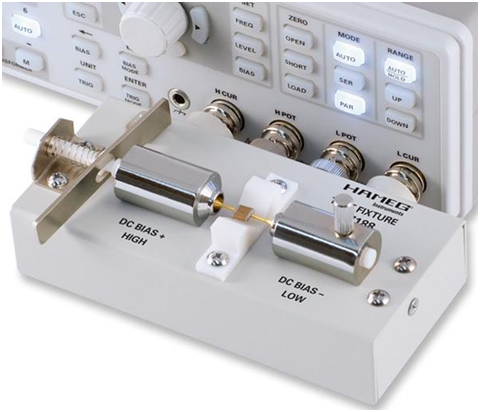 6
AUTO
ESC
BIAS
UNIT
M
TRIG
BIAS
MODE
ENTER
TRIG
MODE
SET
FREQ
LEVEL
BIAS
ZERO
OPEN
SHORT
LOAD
MODE
AUTO
SER
PAR
RANGE
AUTO
HOLD
UP
DOWN
H CUR
H POT
L POT
L CUR
HAMEG
Instruments
FIXTURE
DC BIAS +
HIGH
DC BIAS –
LOW